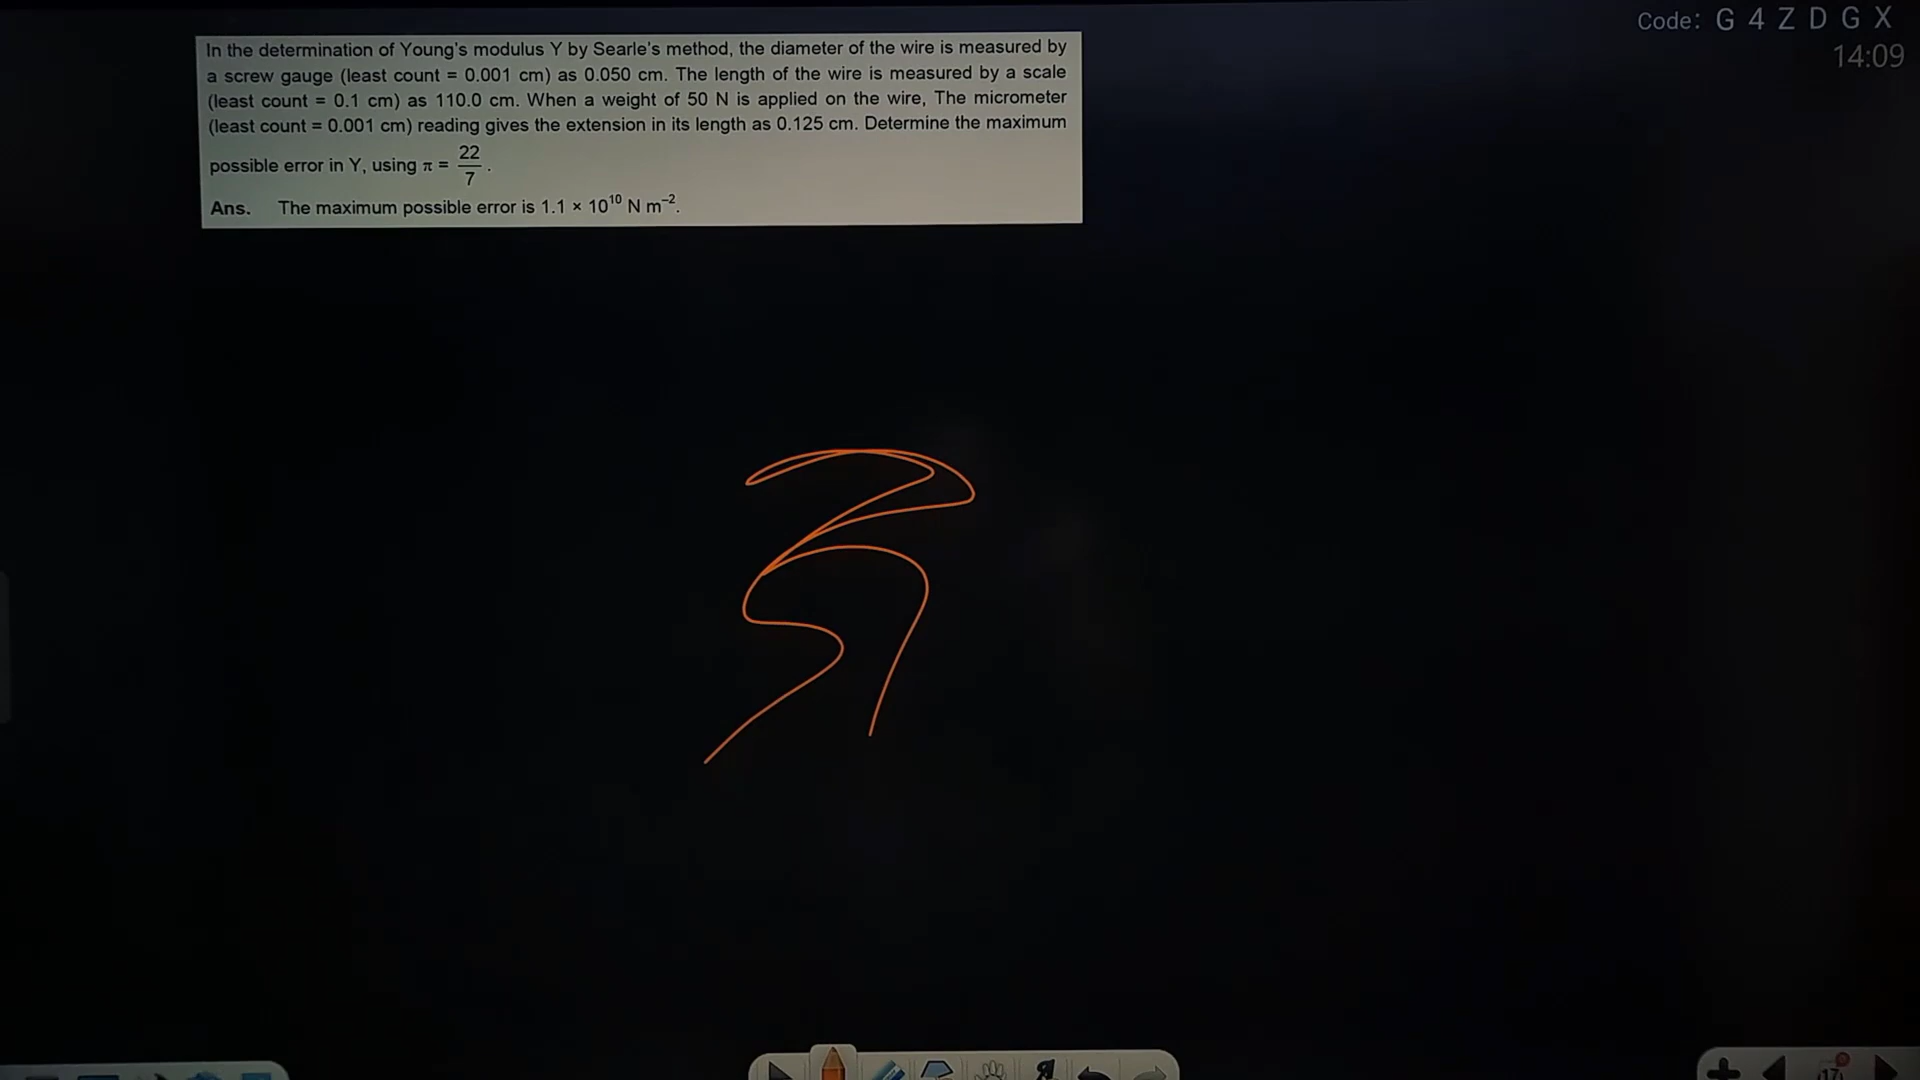 Code: G 4 Z D G X
14:09
In the determination of Young's modulus Y by Searle's method, the diameter of the wire is measured by
a screw gauge (least count = 0.001 cm) as 0.050 cm. The length of the wire is measured by a scale
(least count = 0.1 cm) as 110.0 cm. When a weight of 50 N is applied on the wire, The micrometer
(least count = 0.001 cm) reading gives the extension in its length as 0.125 cm. Determine the maximum
possible error in Y, using π = 22/7 .
Ans. The maximum possible error is 1.1 × 10¹⁰ N m⁻².
17